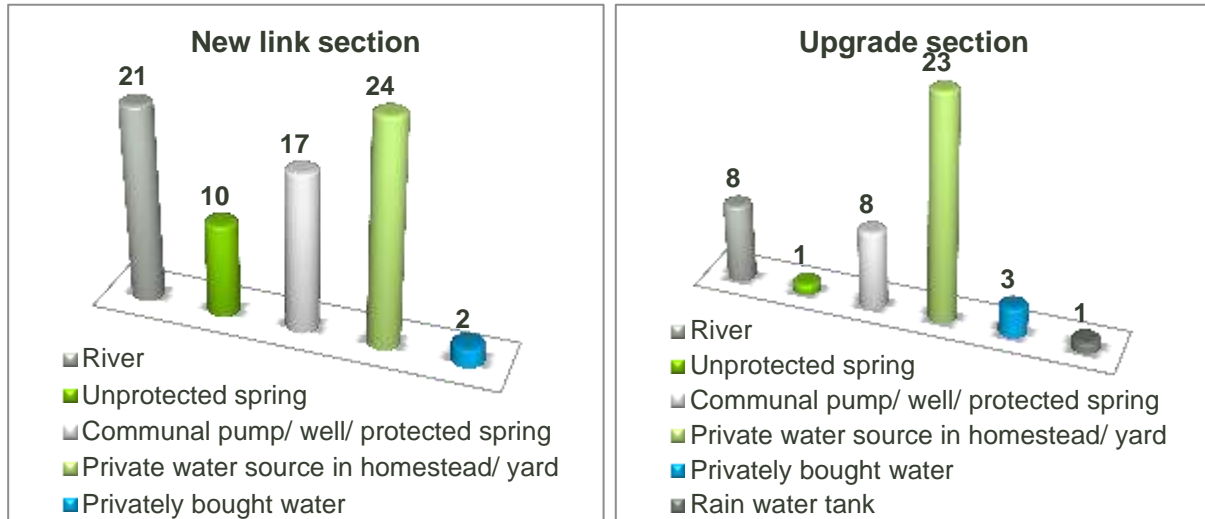 New link section
21
10
17
24
2
River
Unprotected spring
Communal pump/ well/ protected spring
Private water source in homestead/ yard
Privately bought water
Upgrade section
8
1
8
23
3
1
River
Unprotected spring
Communal pump/ well/ protected spring
Private water source in homestead/ yard
Privately bought water
Rain water tank